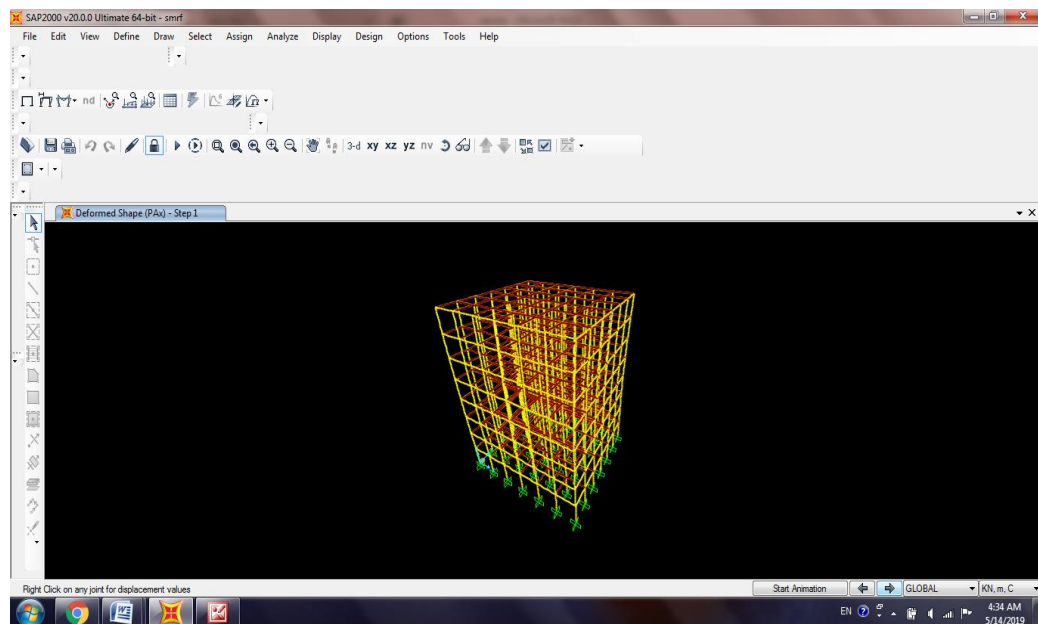 SAP2000 v20.0.0 Ultimate 64-bit - smrf
File Edit View Define Draw Select Assign Analyze Display Design Options Tools Help
nd
3-d xy xz yz nv
Deformed Shape (PAx) - Step 1
Right Click on any joint for displacement values
Start Animation
GLOBAL
KN, m, C
EN
4:34 AM
5/14/2019